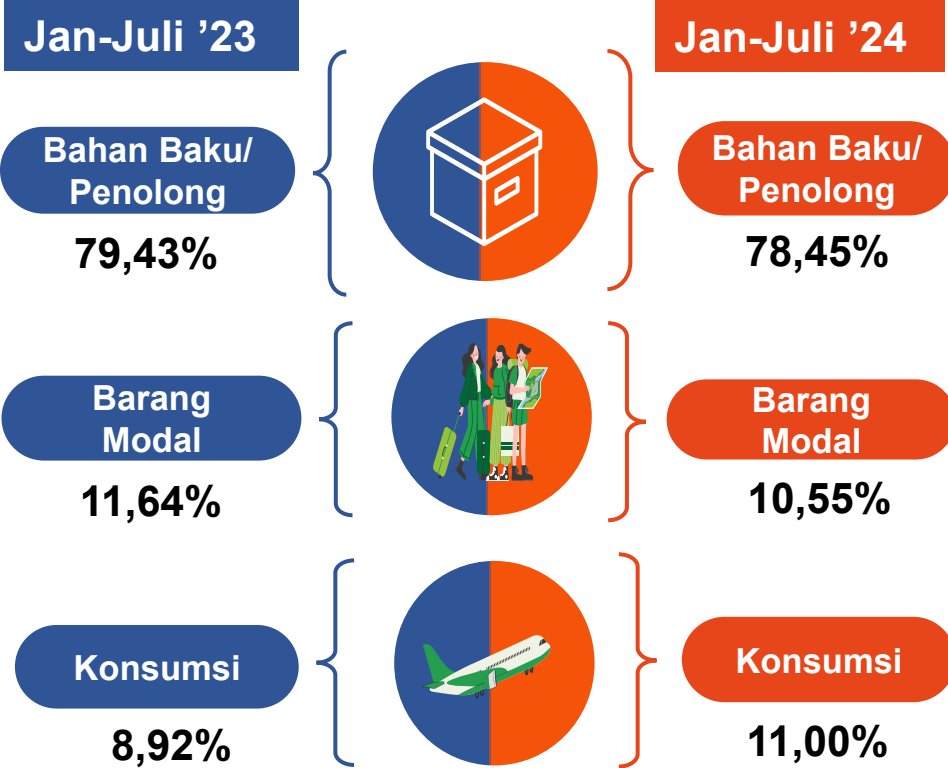 Jan-Juli ’23
Jan-Juli ’24
Bahan Baku/
Penolong
79,43%
Bahan Baku/
Penolong
78,45%
Barang
Modal
11,64%
Barang
Modal
10,55%
Konsumsi
8,92%
Konsumsi
11,00%